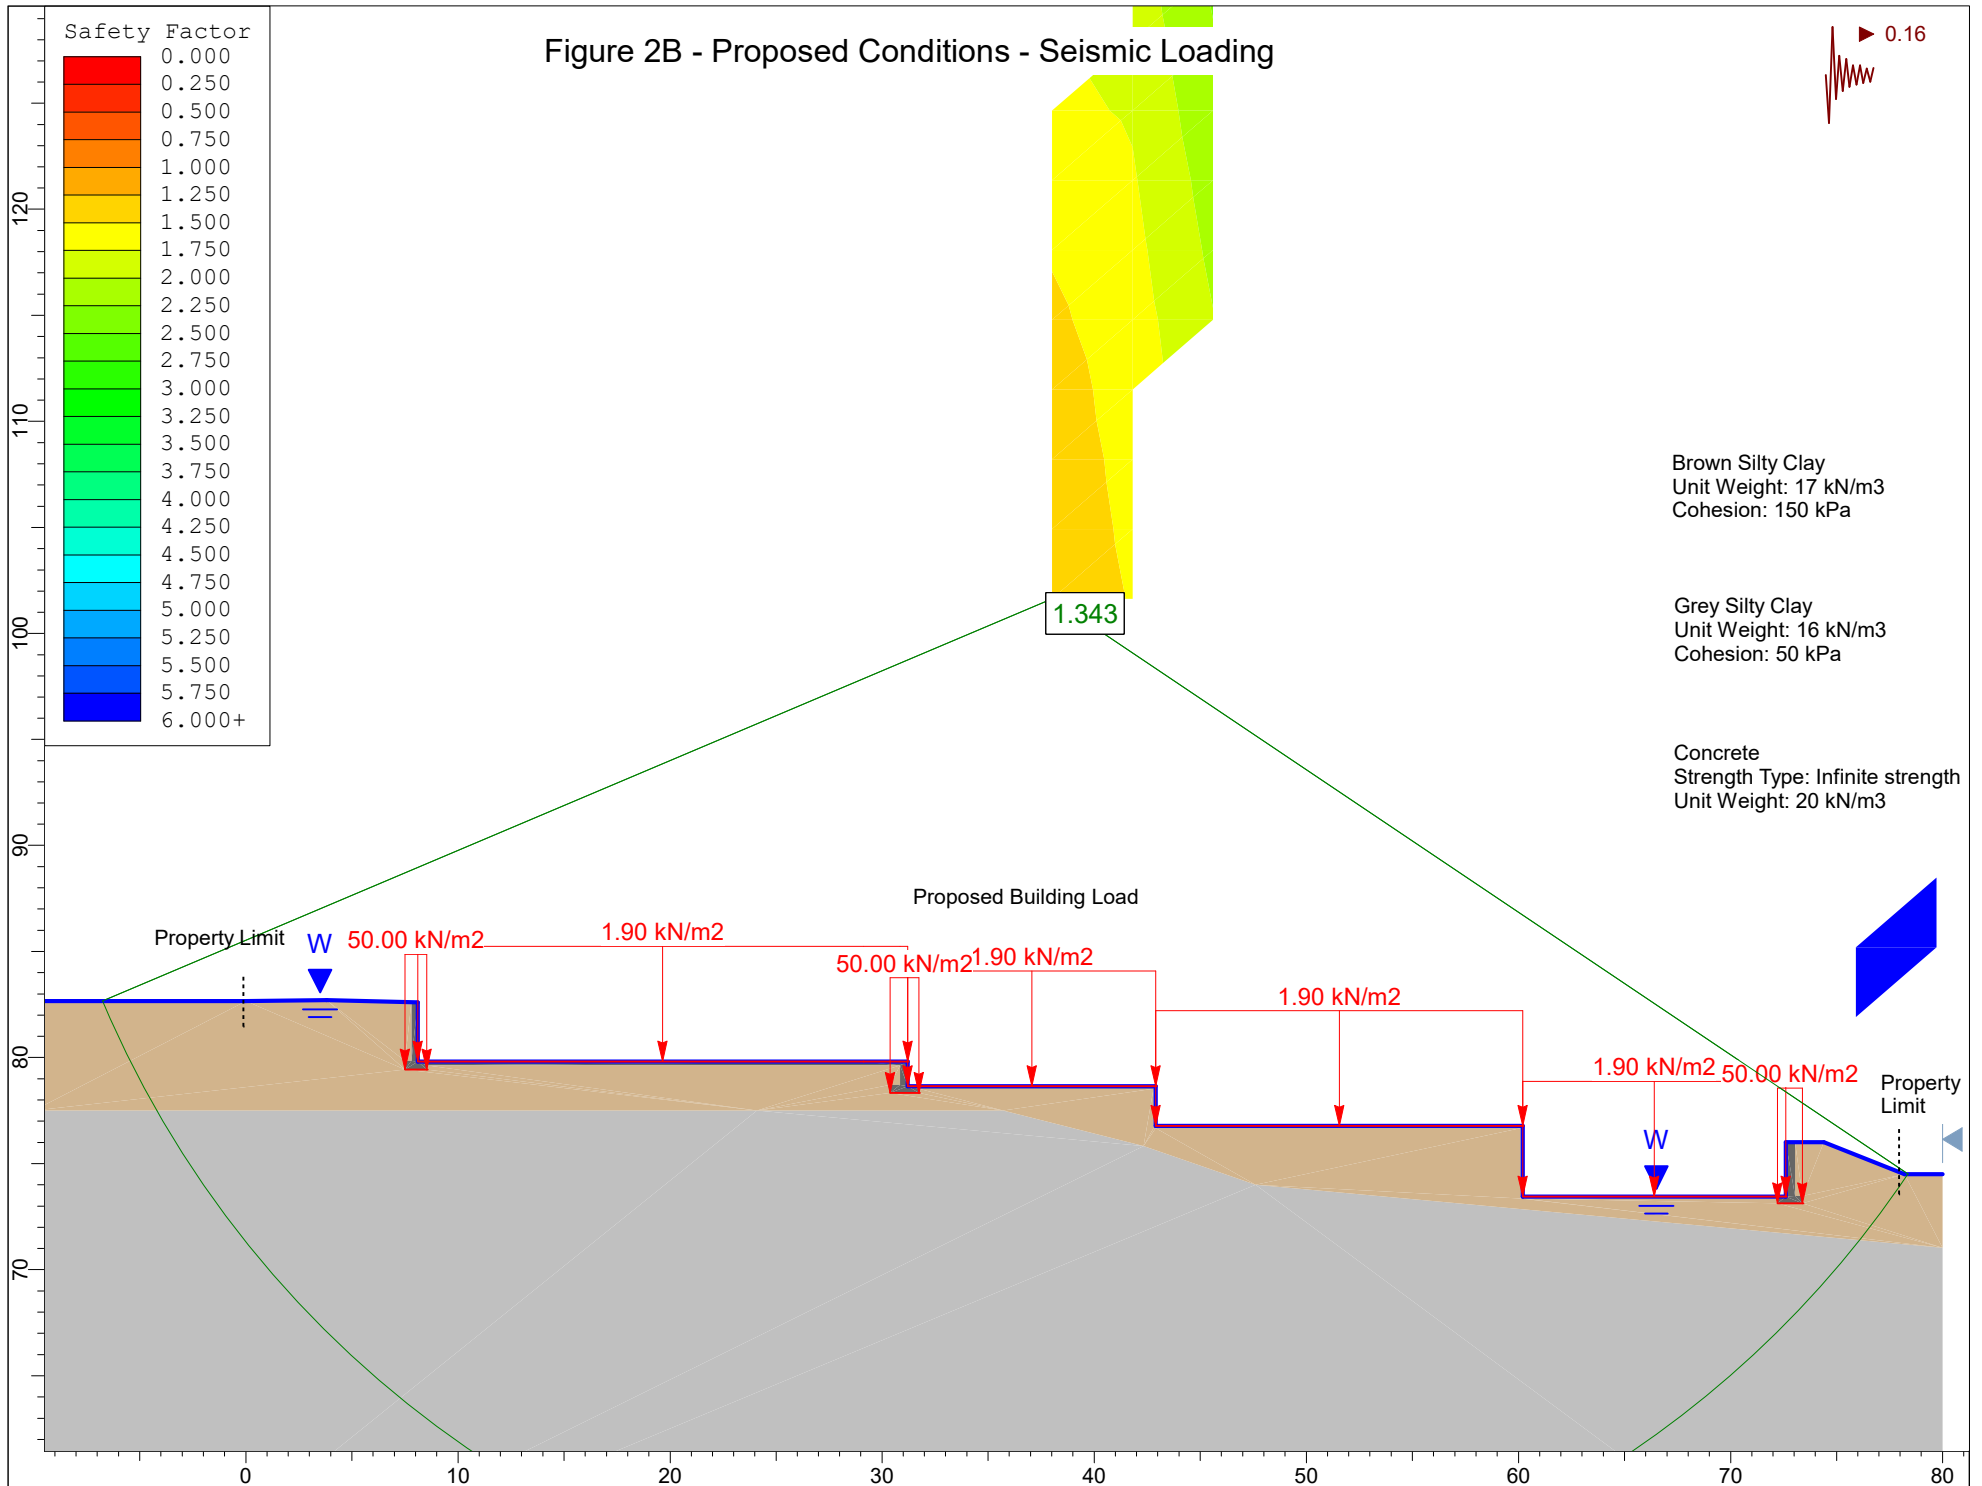 Figure 2B - Proposed Conditions - Seismic Loading
Safety Factor
0.000
0.250
0.500
0.750
1.000
1.250
1.500
1.750
2.000
2.250
2.500
2.750
3.000
3.250
3.500
3.750
4.000
4.250
4.500
4.750
5.000
5.250
5.500
5.750
6.000+
0.16
120
110
100
90
80
70
1.343
Brown Silty Clay
Unit Weight: 17 kN/m3
Cohesion: 150 kPa
Grey Silty Clay
Unit Weight: 16 kN/m3
Cohesion: 50 kPa
Concrete
Strength Type: Infinite strength
Unit Weight: 20 kN/m3
Proposed Building Load
Property Limit
W
50.00 kN/m2
1.90 kN/m2
50.00 kN/m2
1.90 kN/m2
1.90 kN/m2
1.90 kN/m2
50.00 kN/m2
W
Property
Limit
0
10
20
30
40
50
60
70
80